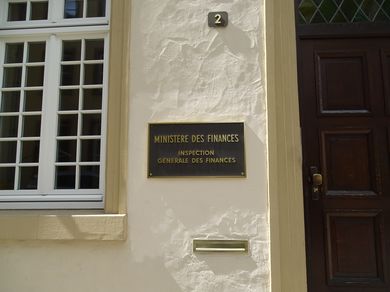 2
MINISTERE DES FINANCES
INSPECTION
GENERALE DES FINANCES